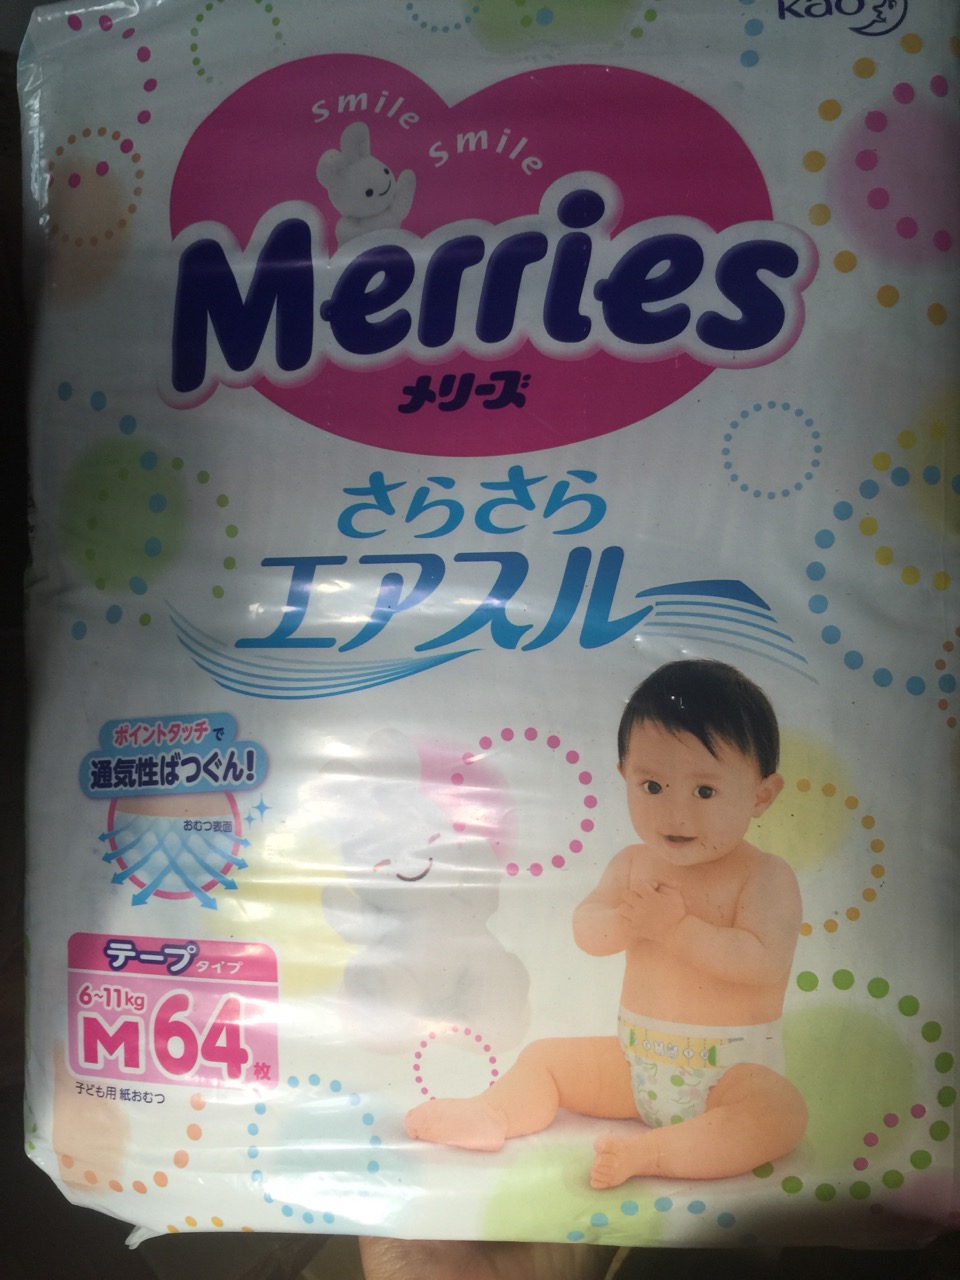 Kao
smile
smile
Merries
メリーズ
さらさら
エアスルー
ポイントタッチで
通気性ばつぐん!
おむつ表面
テープタイプ
6~11kg
M64枚
子ども用 紙おむつ